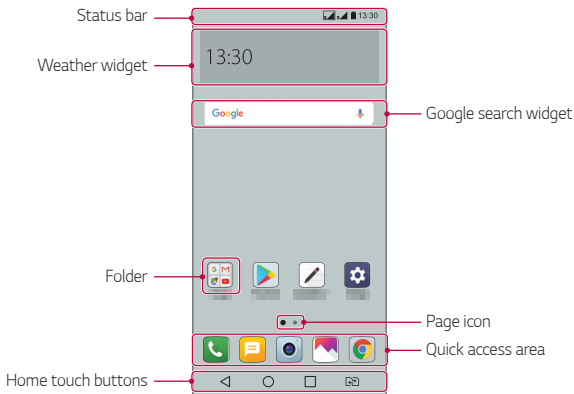 Status bar
13:30
Weather widget
13:30
Google
Google search widget
Folder
Page icon
Quick access area
Home touch buttons